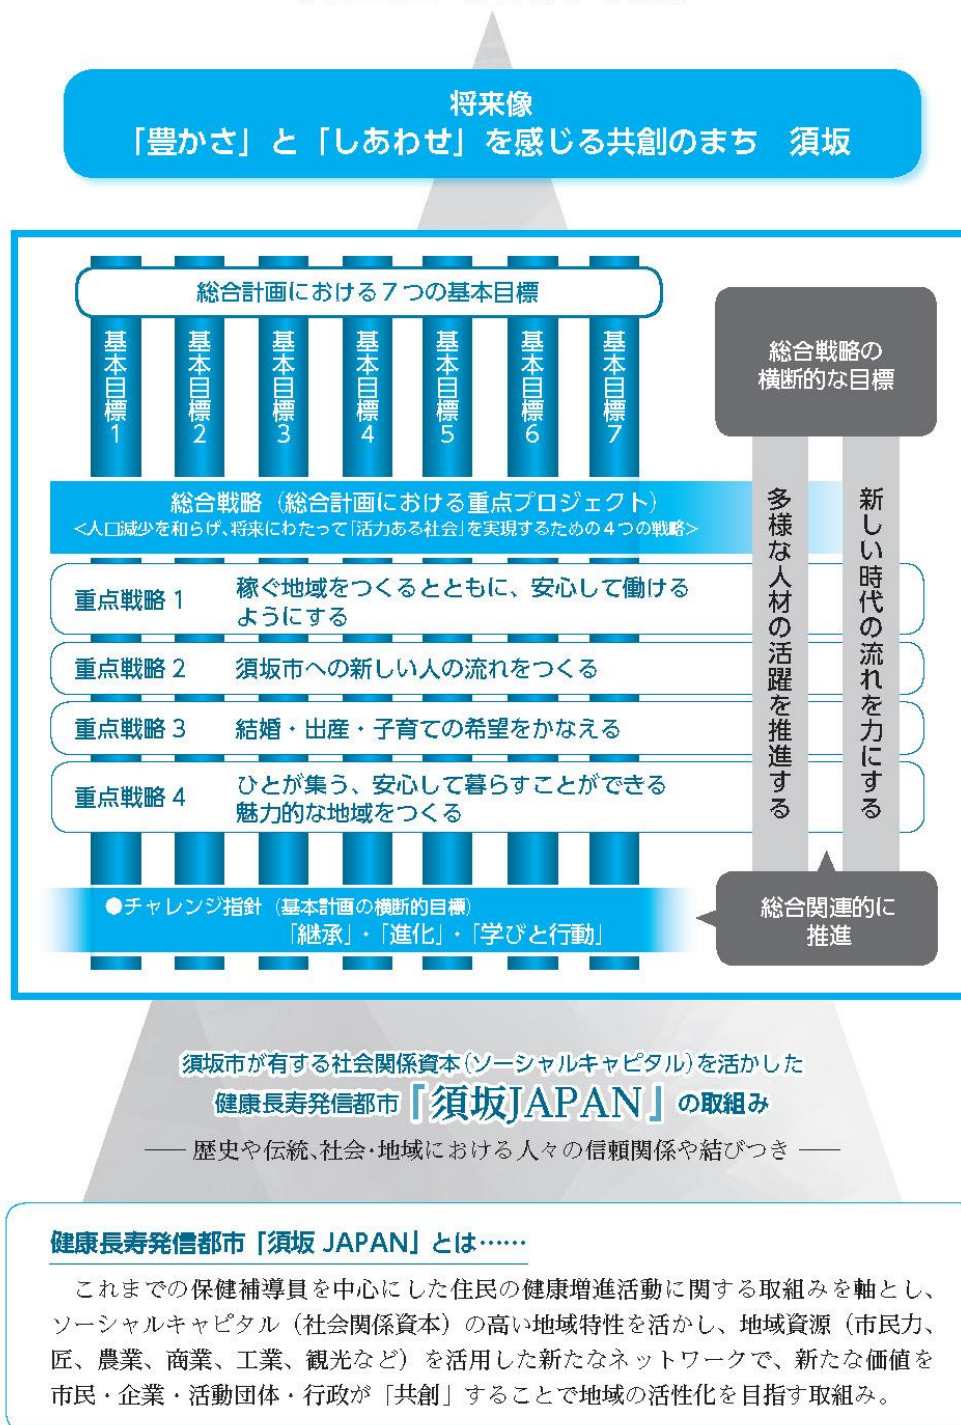 将来像
「豊かさ」と「しあわせ」を感じる共創のまち　須坂
総合計画における７つの基本目標
基本目標1
基本目標2
基本目標3
基本目標4
基本目標5
基本目標6
基本目標7
総合戦略の
横断的な目標
総合戦略（総合計画における重点プロジェクト）
<人口減少を和らげ、将来にわたって「活力ある社会」を実現するための４つの戦略>
重点戦略 1　稼ぐ地域をつくるとともに、安心して働ける
ようにする
重点戦略 2　須坂市への新しい人の流れをつくる
重点戦略 3　結婚・出産・子育ての希望をかなえる
重点戦略 4　ひとが集う、安心して暮らすことができる
魅力的な地域をつくる
多様な人材の活躍を推進する
新しい時代の流れを力にする
●チャレンジ指針（基本計画の横断的目標）
「継承」・「進化」・「学びと行動」
総合関連的に
推進
須坂市が有する社会関係資本（ソーシャルキャピタル）を活かした
健康長寿発信都市『須坂JAPAN』の取組み
── 歴史や伝統、社会・地域における人々の信頼関係や結びつき ──
健康長寿発信都市「須坂 JAPAN」とは……
これまでの保健補導員を中心にした住民の健康増進活動に関する取組みを軸とし、
ソーシャルキャピタル（社会関係資本）の高い地域特性を活かし、地域資源（市民力、
匠、農業、商業、工業、観光など）を活用した新たなネットワークで、新たな価値を
市民・企業・活動団体・行政が「共創」することで地域の活性化を目指す取組み。